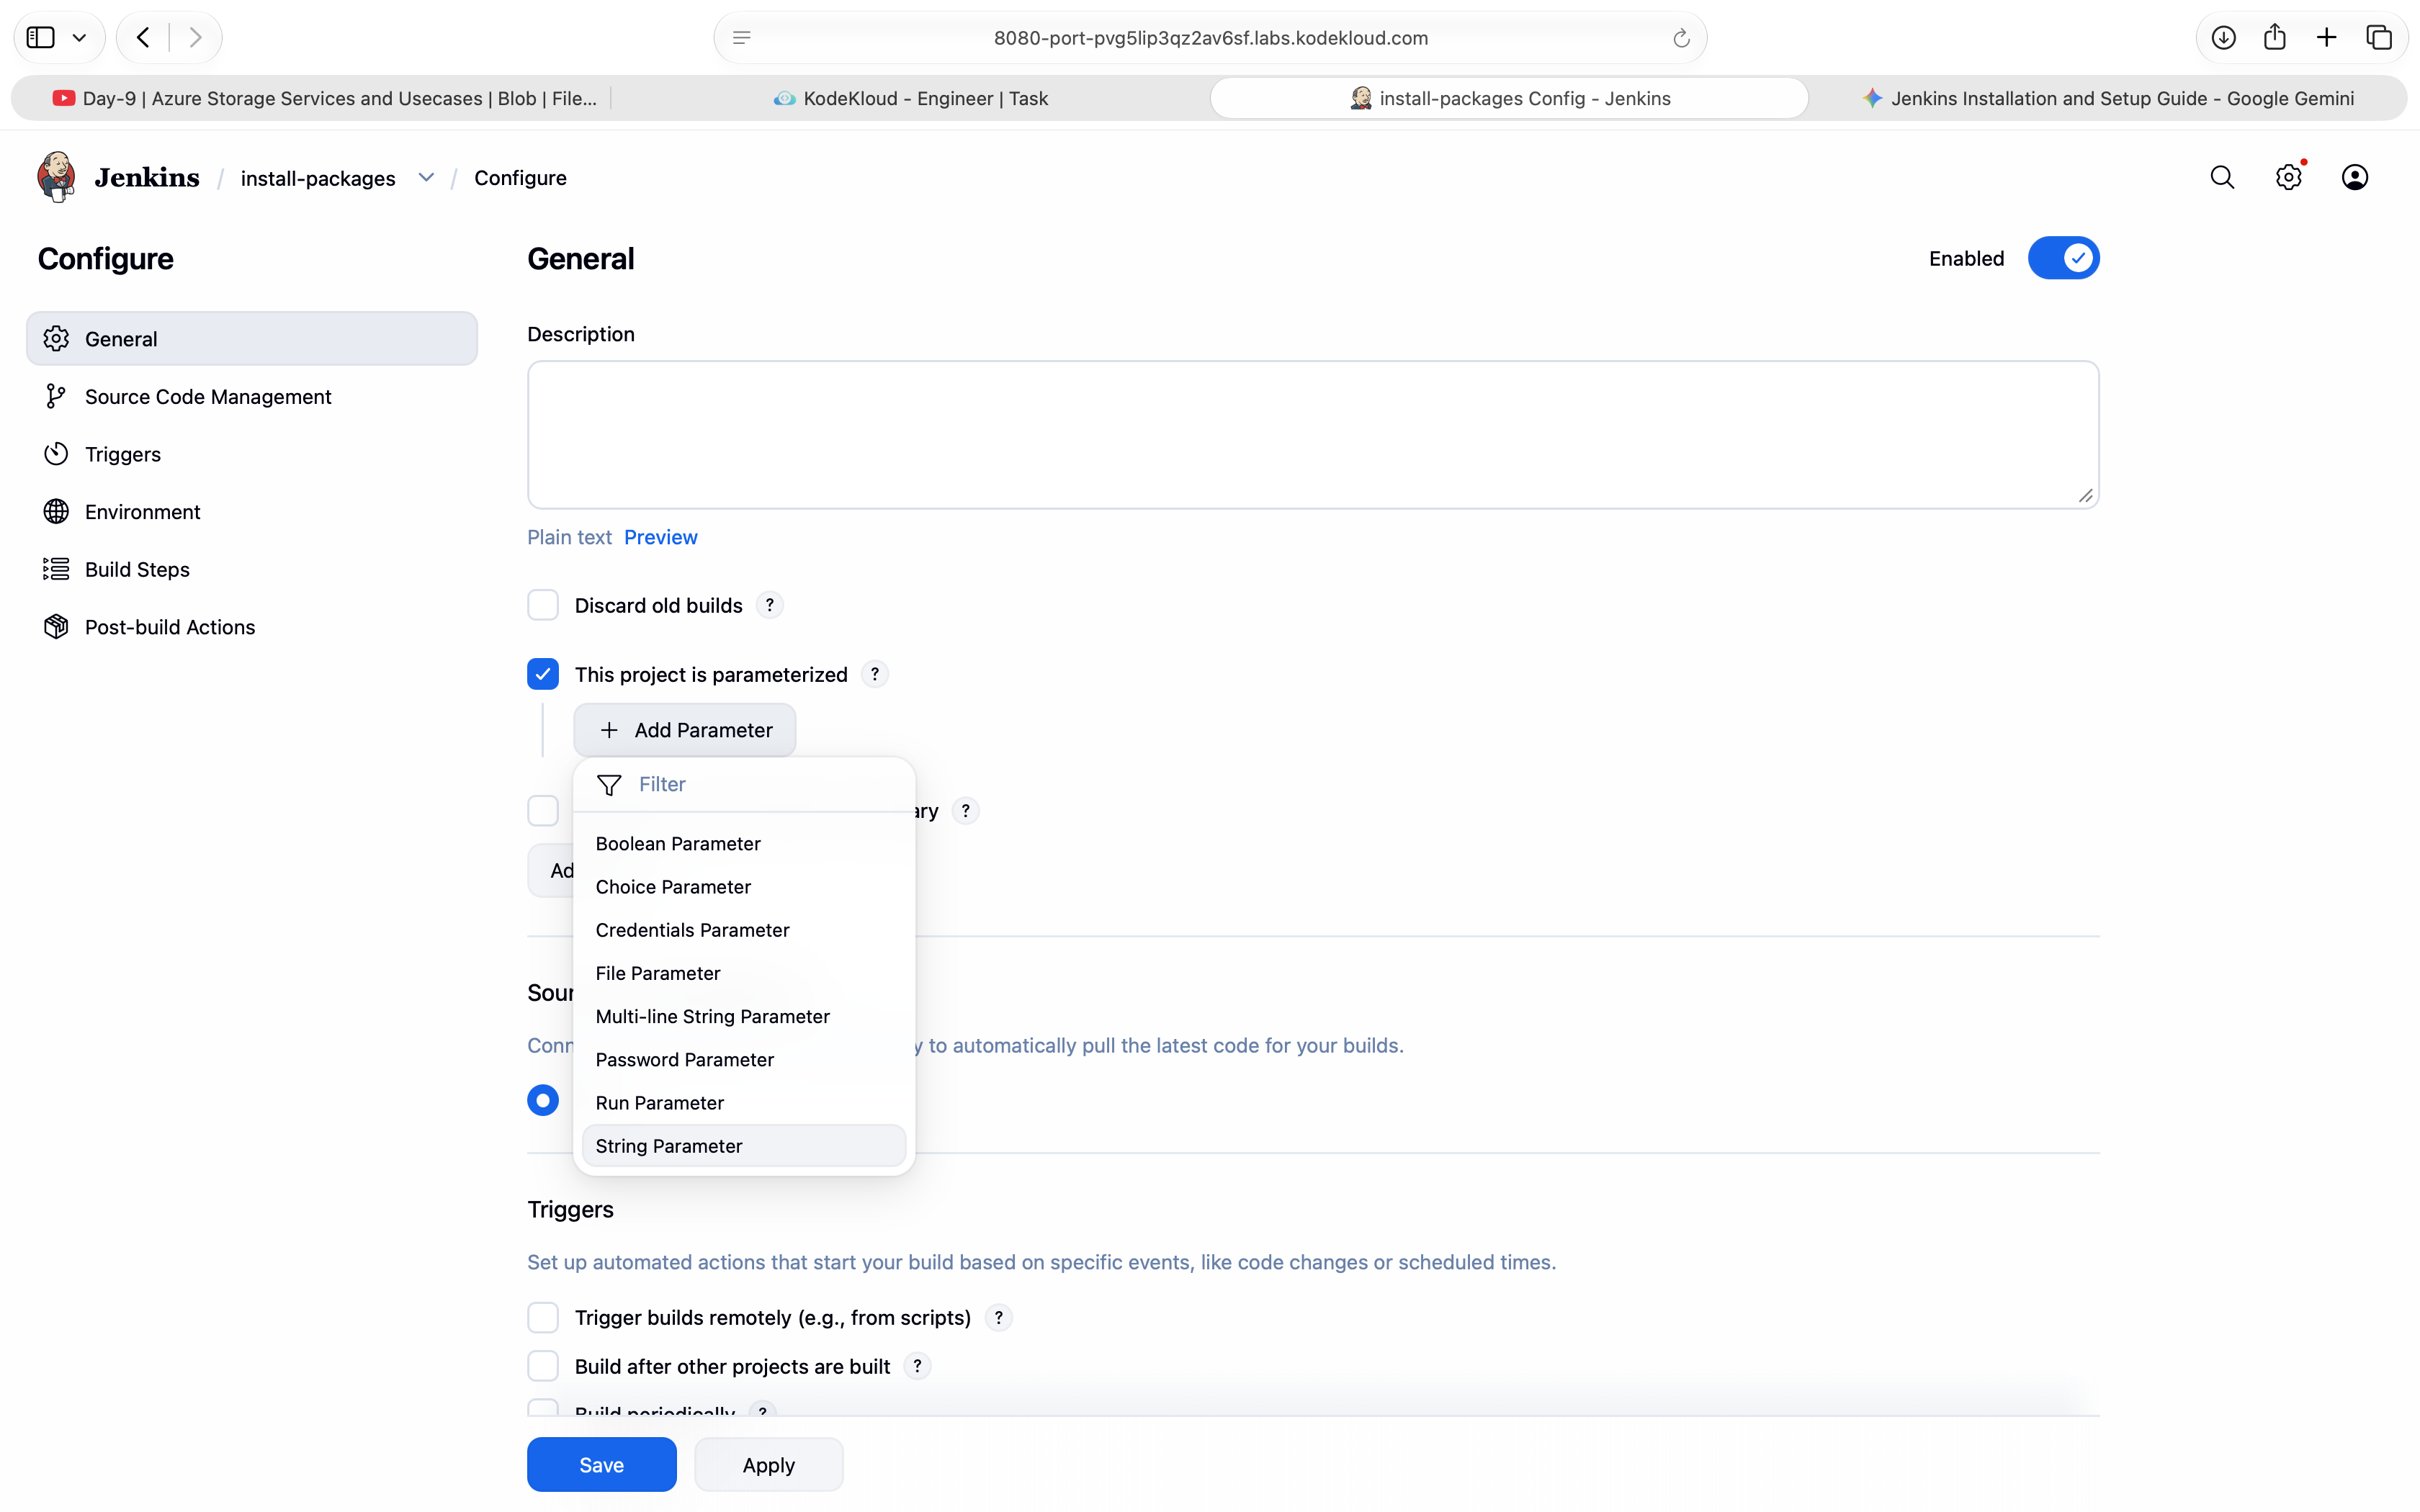 8080-port-pvg5lip3qz2av6sf.labs.kodekloud.com
Day-9 | Azure Storage Services and Usecases | Blob | File...
KodeKloud - Engineer | Task
install-packages Config - Jenkins
Jenkins Installation and Setup Guide - Google Gemini
Jenkins / install-packages / Configure
Configure
General
Source Code Management
Triggers
Environment
Build Steps
Post-build Actions
General
Enabled
Description
Plain text Preview
Discard old builds ?
This project is parameterized ?
+ Add Parameter
Filter
Boolean Parameter
Choice Parameter
Credentials Parameter
File Parameter
Multi-line String Parameter
Password Parameter
Run Parameter
String Parameter
ary ?
Ad
Sour
Conn
y to automatically pull the latest code for your builds.
Triggers
Set up automated actions that start your build based on specific events, like code changes or scheduled times.
Trigger builds remotely (e.g., from scripts) ?
Build after other projects are built ?
Build periodically ?
Save
Apply